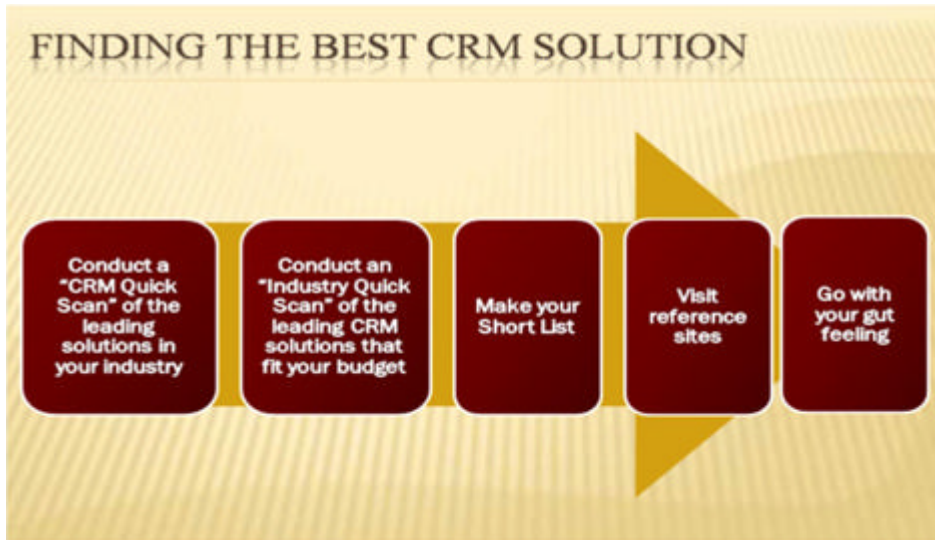 FINDING THE BEST CRM SOLUTION
Conduct a
“CRM Quick
Scan” of the
leading
solutions in
your industry
Conduct an
“Industry Quick
Scan” of the
leading CRM
solutions that
fit your budget
Make your
Short List
Visit
reference
sites
Go with
your gut
feeling